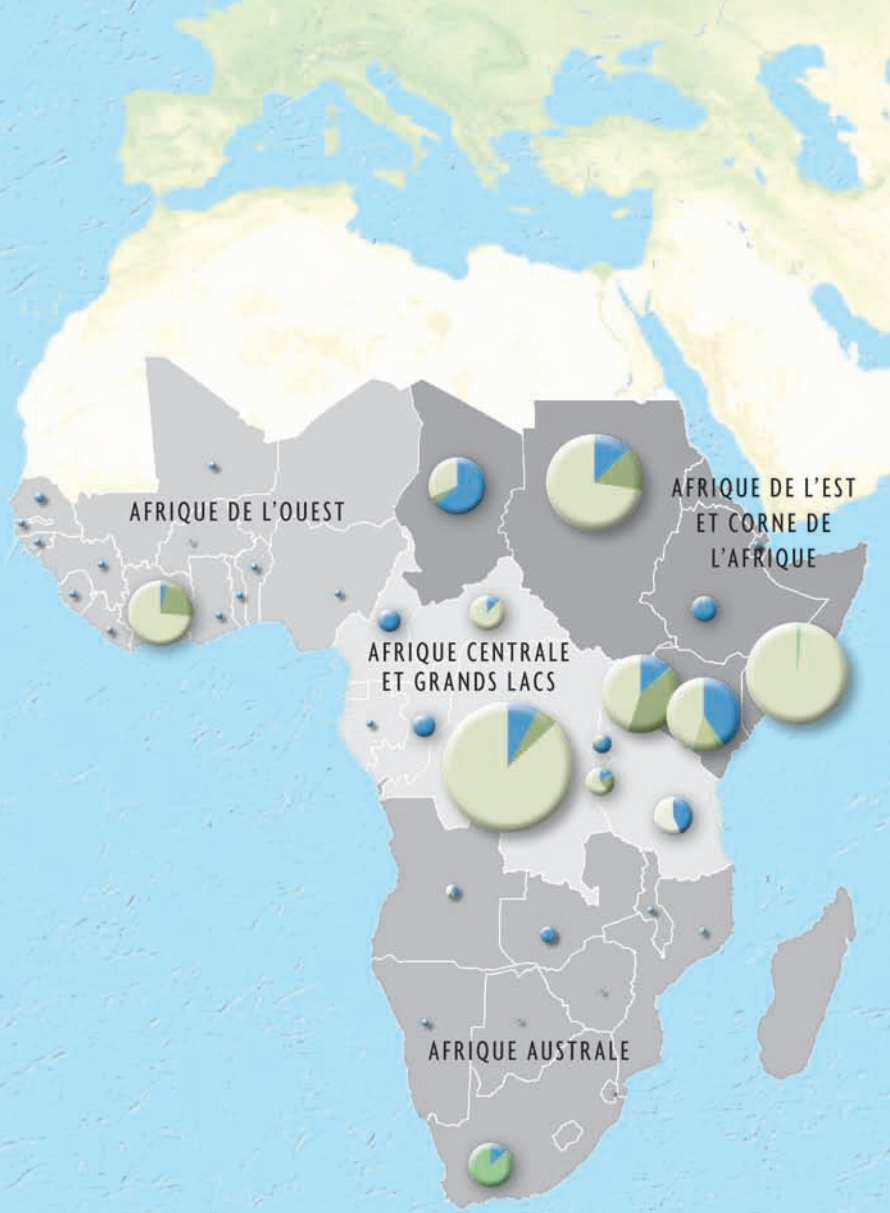 AFRIQUE DE L'OUEST
AFRIQUE DE L'EST
ET CORNE DE
L'AFRIQUE
AFRIQUE CENTRALE
ET GRANDS LACS
AFRIQUE AUSTRALE